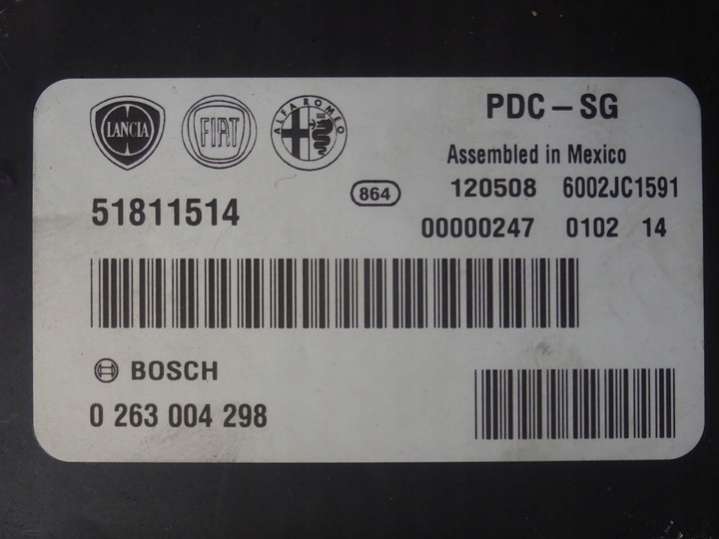 LANCIA FIAT ALFA ROMEO
PDC-SG
Assembled in Mexico
51811514
864
120508 6002JC1591
00000247 0102 14
BOSCH
0 263 004 298